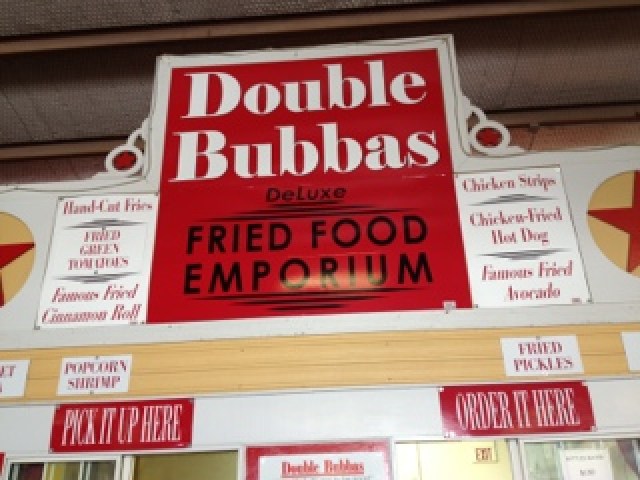 Double
Bubbas
DeLuxe
FRIED FOOD
EMPORIUM
Hand-Cut Fries
FRIED
GREEN
TOMATOES
Famous Fried
Cinnamon Roll
Chicken Strips
Chicken-Fried
Hot Dog
Famous Fried
Avocado
POPCORN
SHRIMP
FRIED
PICKLES
PICK IT UP HERE
ORDER IT HERE
Double Bubbas
EXIT